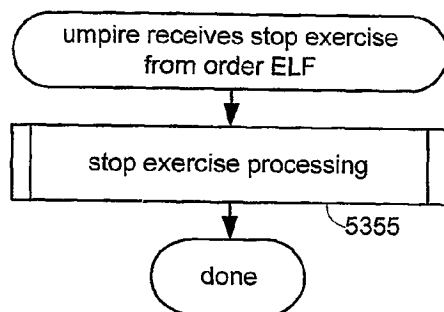 umpire receives stop exercise
from order ELF
stop exercise processing
5355
done